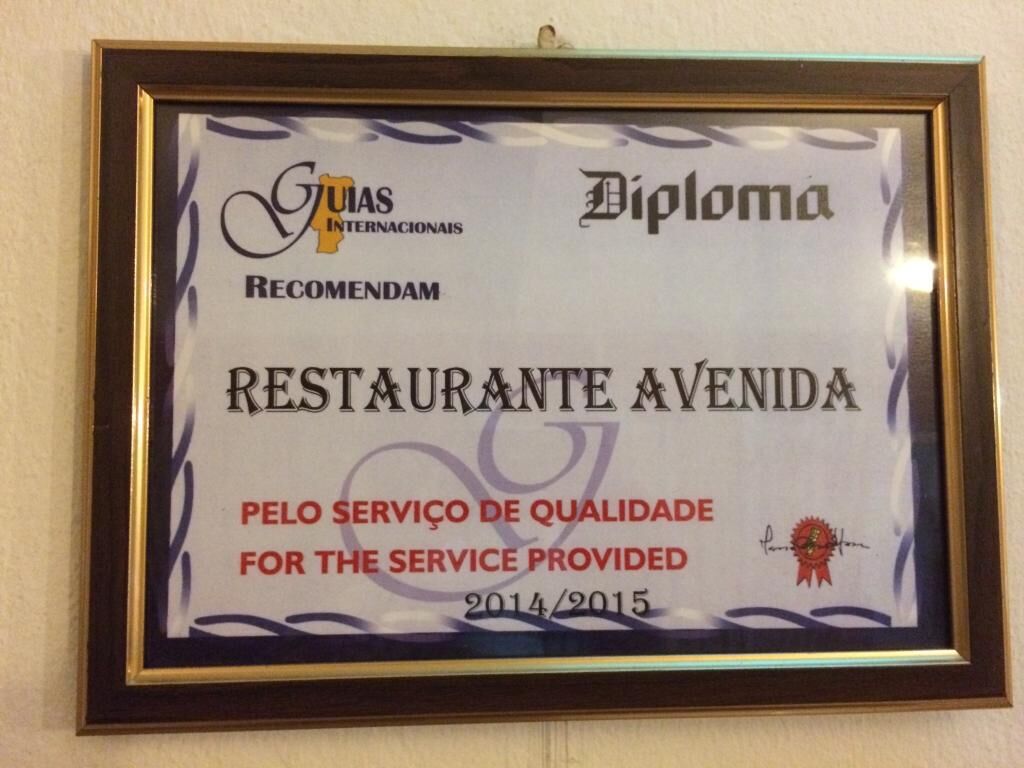 GUIAS
INTERNACIONAIS
Diploma
RECOMENDAM
RESTAURANTE AVENIDA
PELO SERVIÇO DE QUALIDADE
FOR THE SERVICE PROVIDED
2014/2015